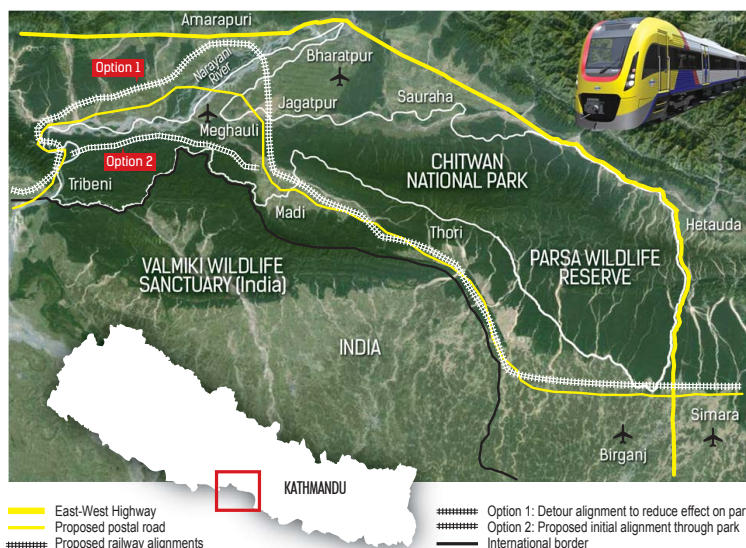 Amarapuri
Option 1
Narayani
River
Bharatpur
Sauraha
Jagatpur
Meghauli
Option 2
CHITWAN
NATIONAL PARK
Tribeni
Madi
Hetauda
Thori
VALMIKI WILDLIFE
SANCTUARY (India)
PARSA WILDLIFE
RESERVE
INDIA
Simara
Birganj
KATHMANDU
East-West Highway
Proposed postal road
Proposed railway alignments
Option 1: Detour alignment to reduce effect on par
Option 2: Proposed initial alignment through park
International border